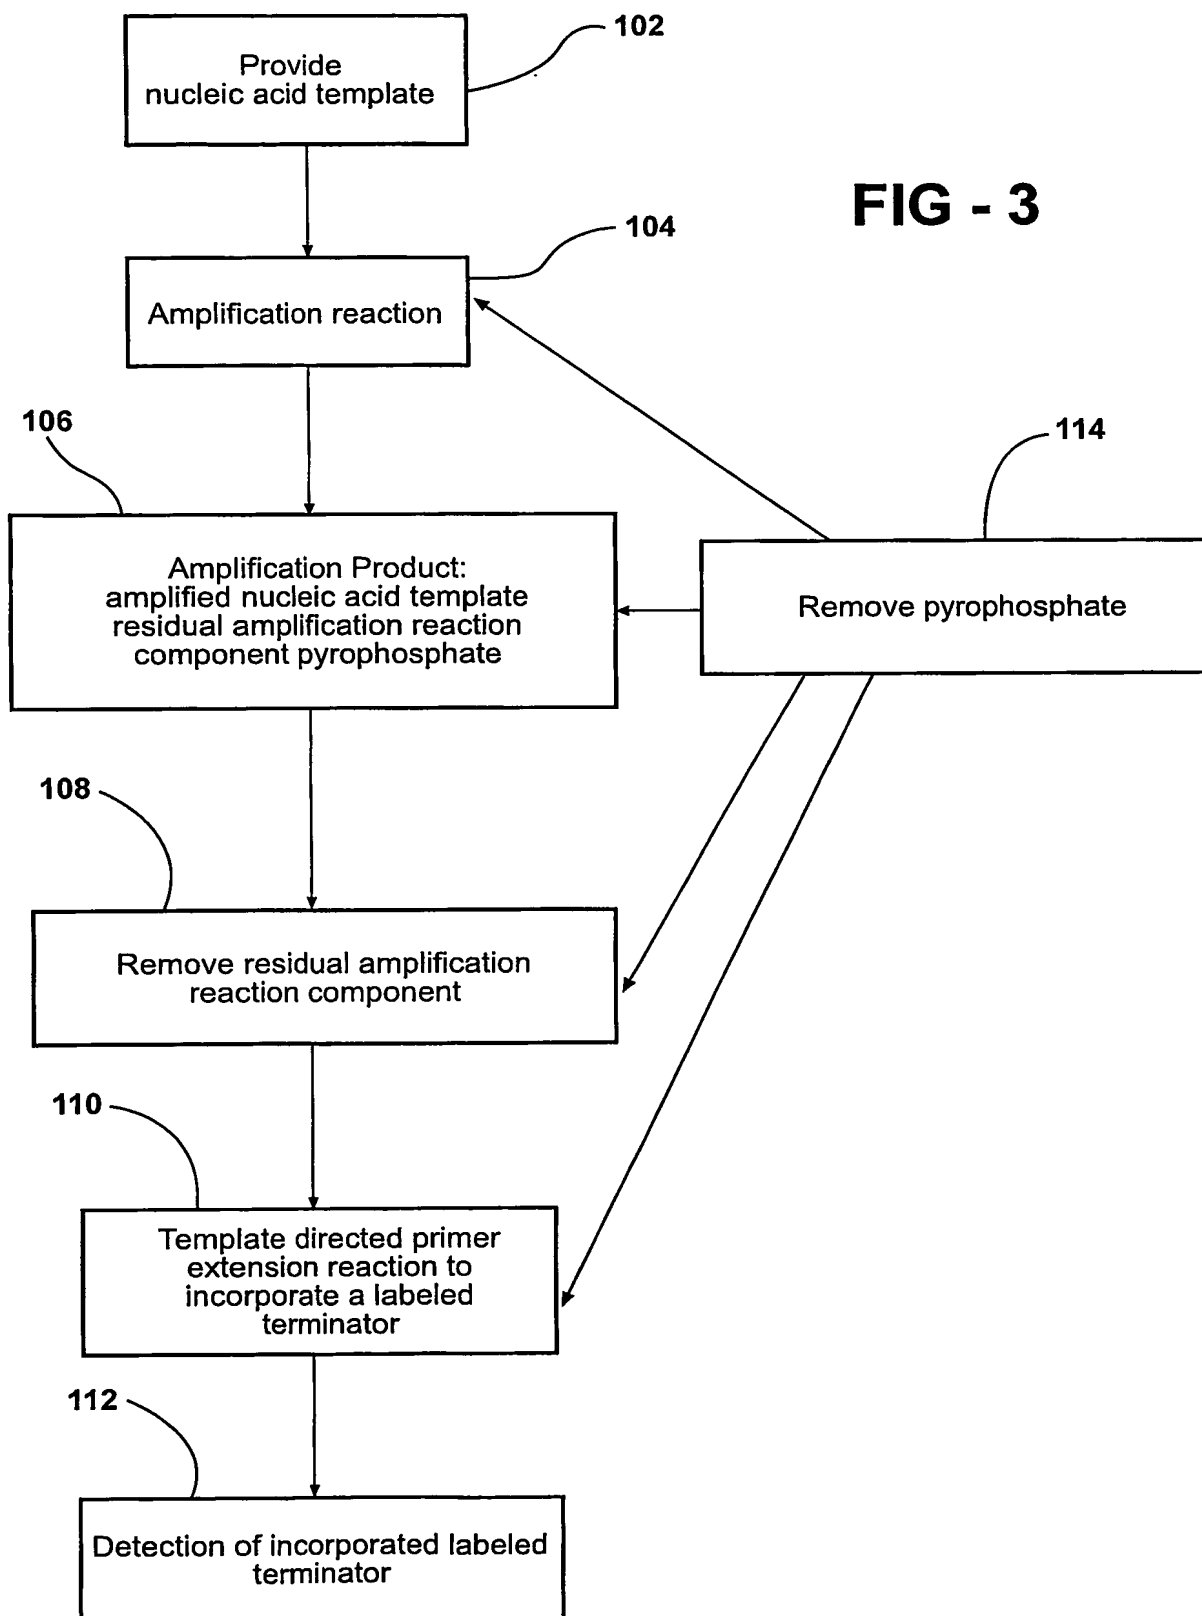 102
Provide
nucleic acid template
FIG - 3
104
Amplification reaction
106
114
Amplification Product:
amplified nucleic acid template
residual amplification reaction
component pyrophosphate
Remove pyrophosphate
108
Remove residual amplification
reaction component
110
Template directed primer
extension reaction to
incorporate a labeled
terminator
112
Detection of incorporated labeled
terminator